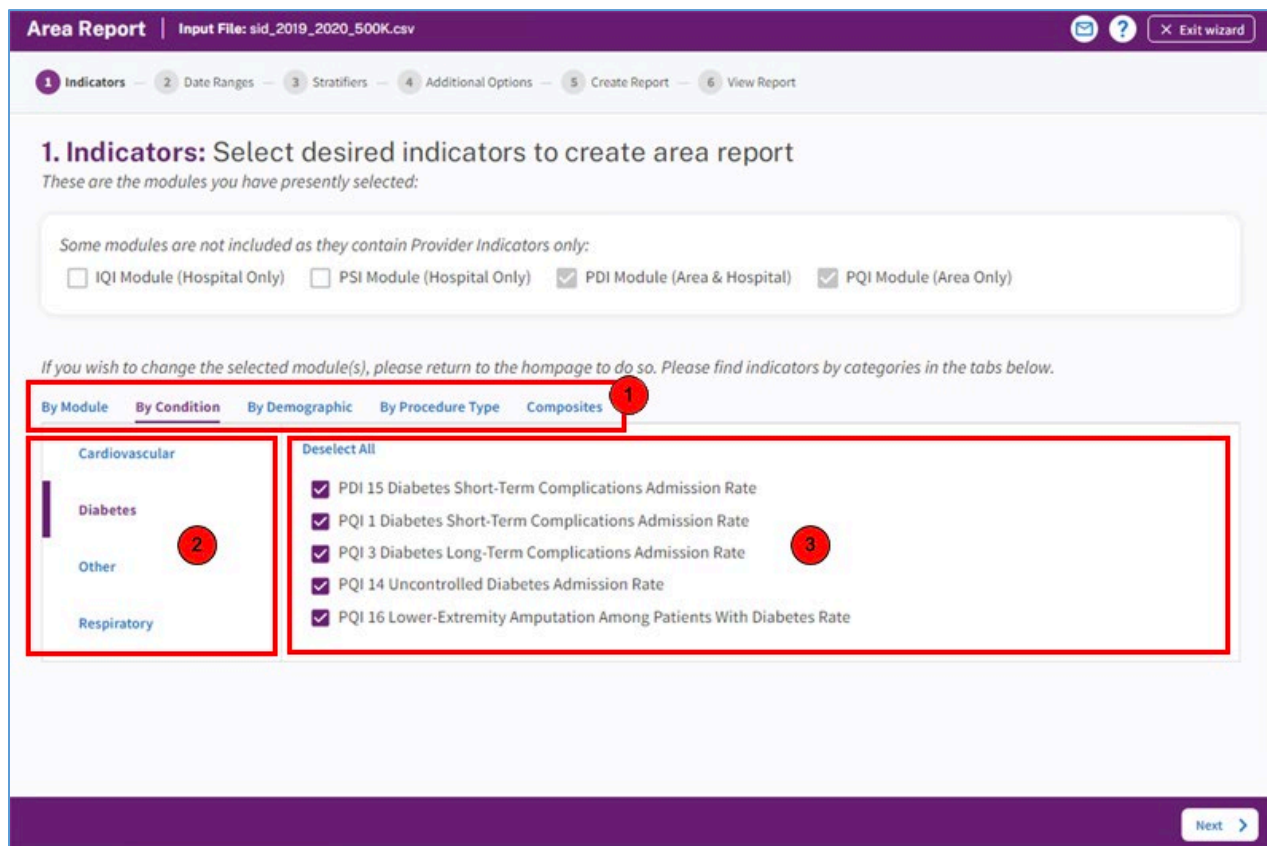 Area Report | Input File: sid_2019_2020_500K.csv ? × Exit wizard
1 Indicators — 2 Date Ranges — 3 Stratifiers — 4 Additional Options — 5 Create Report — 6 View Report
1. Indicators: Select desired indicators to create area report
These are the modules you have presently selected:
Some modules are not included as they contain Provider Indicators only:
IQI Module (Hospital Only) PSI Module (Hospital Only) PDI Module (Area & Hospital) PQI Module (Area Only)
If you wish to change the selected module(s), please return to the hompage to do so. Please find indicators by categories in the tabs below.
By Module By Condition By Demographic By Procedure Type Composites 1
Cardiovascular
Diabetes
2
Other
Respiratory
Deselect All
PDI 15 Diabetes Short-Term Complications Admission Rate
PQI 1 Diabetes Short-Term Complications Admission Rate
PQI 3 Diabetes Long-Term Complications Admission Rate 3
PQI 14 Uncontrolled Diabetes Admission Rate
PQI 16 Lower-Extremity Amputation Among Patients With Diabetes Rate
Next >